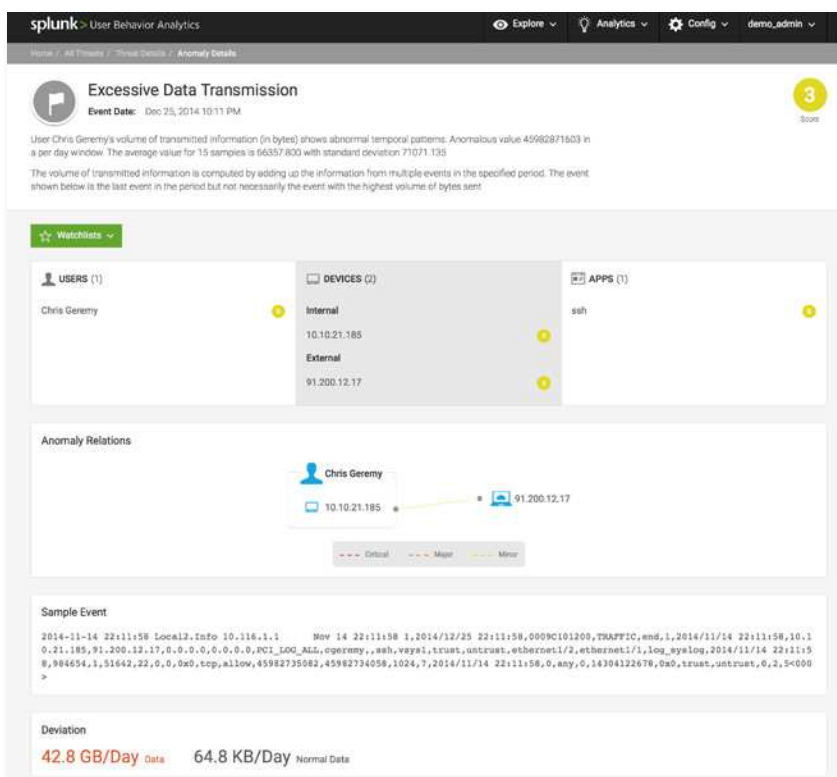 splunk> User Behavior Analytics
Explore
Analytics
Config
demo_admin
Home / All Threats / Threat Details / Anomaly Details
Excessive Data Transmission
Event Date: Dec 25, 2014 10:11 PM
3
Score
User Chris Geremy's volume of transmitted information (in bytes) shows abnormal temporal patterns. Anomalous value 45982871603 in
a per day window. The average value for 15 samples is 66357.800 with standard deviation 71071.135
The volume of transmitted information is computed by adding up the information from multiple events in the specified period. The event
shown below is the last event in the period but not necessarily the event with the highest volume of bytes sent
Watchlists
USERS (1)
Chris Geremy
DEVICES (2)
Internal
10.10.21.185
External
91.200.12.17
APPS (1)
ssh
Anomaly Relations
Chris Geremy
10.10.21.185
91.200.12.17
Critical
Major
Minor
Sample Event
2014-11-14 22:11:58 Local2.Info 10.116.1.1 Nov 14 22:11:58 1,2014/12/25 22:11:58,0009C101200,TRAFFIC,end,1,2014/11/14 22:11:58,10.1
0.21.185,91.200.12.17,0.0.0.0,0.0.0.0,PCI_LOG_ALL,cgeremy,,ssh,vsys1,trust,untrust,ethernet1/2,ethernet1/1,log_syslog,2014/11/14 22:11:5
8,984654,1,51642,22,0,0,0x0,tcp,allow,45982735082,45982734058,1024,7,2014/11/14 22:11:58,0,any,0,14304122678,0x0,trust,untrust,0,2,5<000
>
Deviation
42.8 GB/Day Data
64.8 KB/Day Normal Data